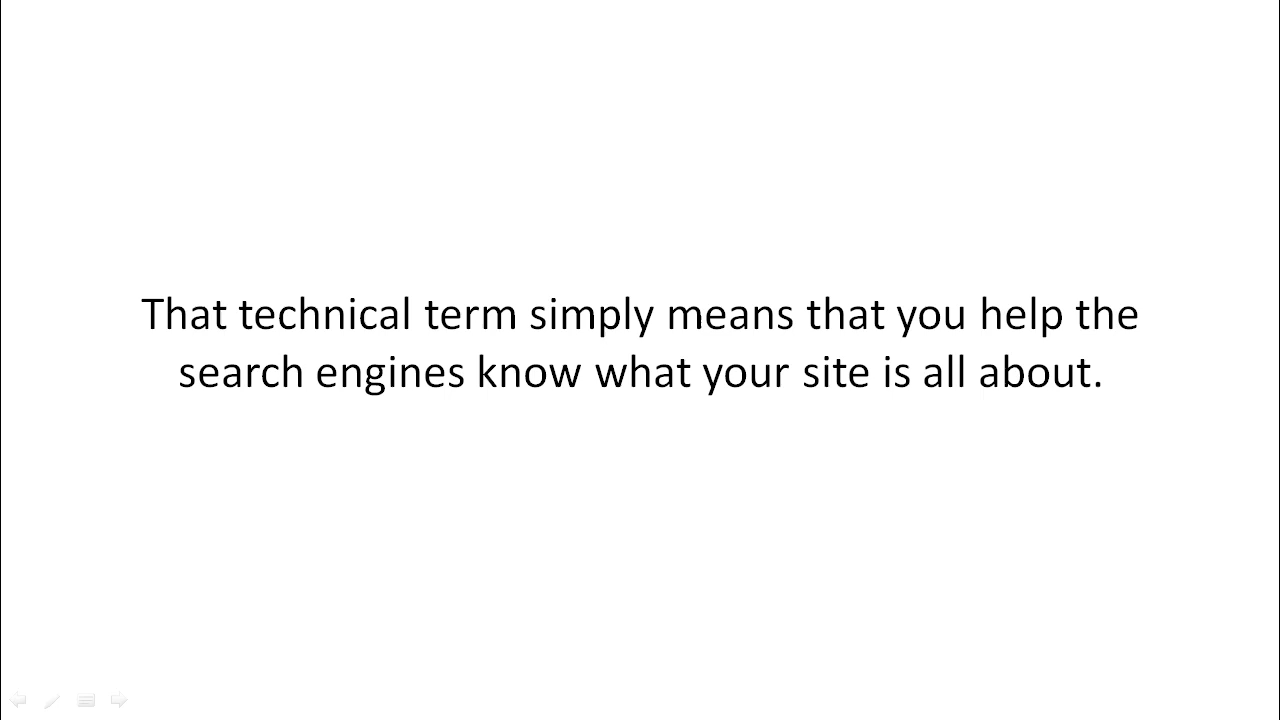 That technical term simply means that you help the
search engines know what your site is all about.